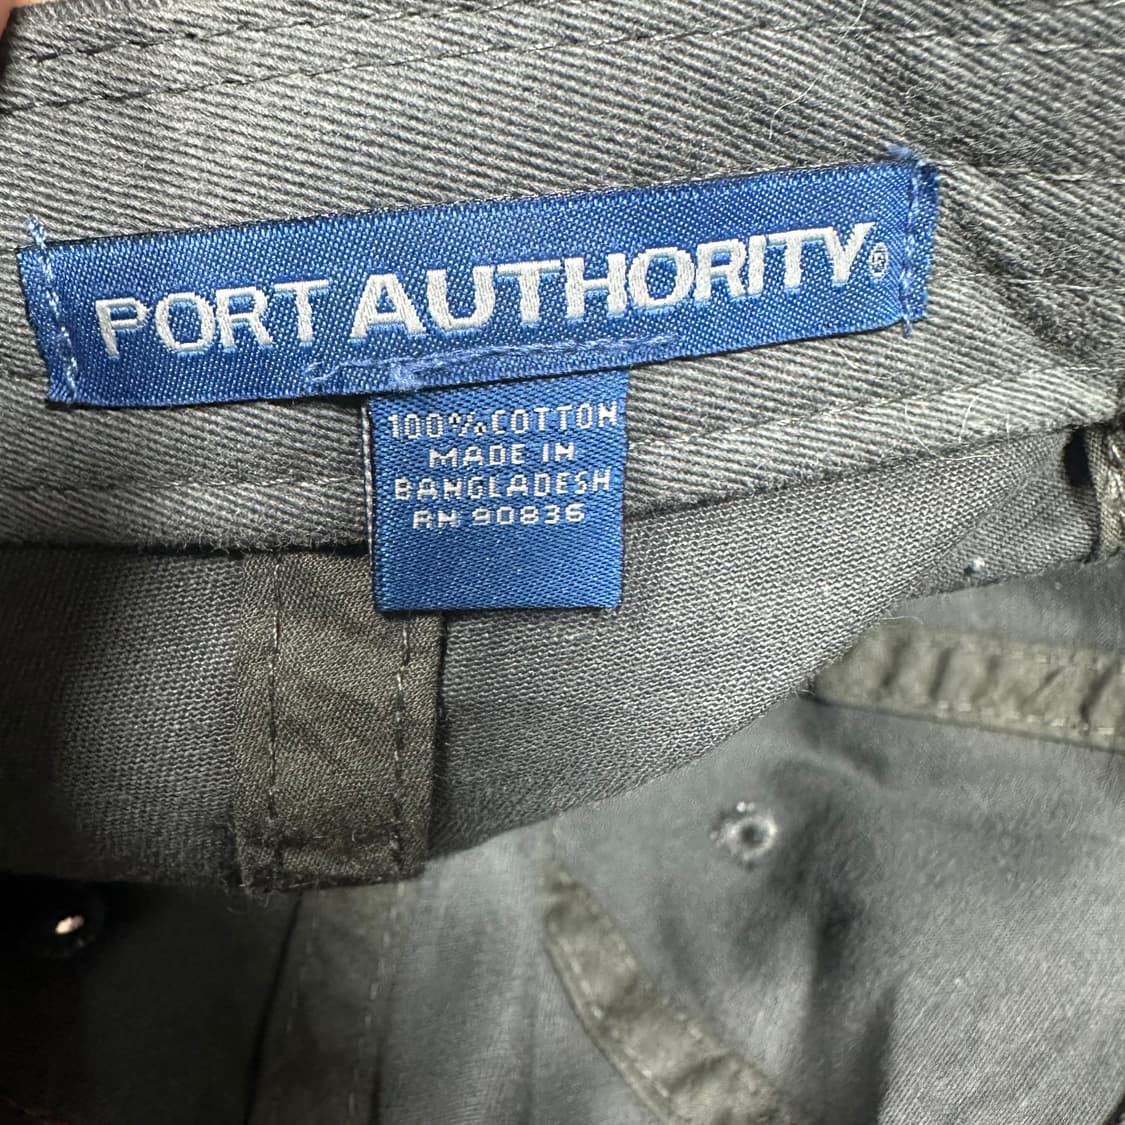 PORT AUTHORITY®
100% COTTON
MADE IN
BANGLADESH
RN 90836